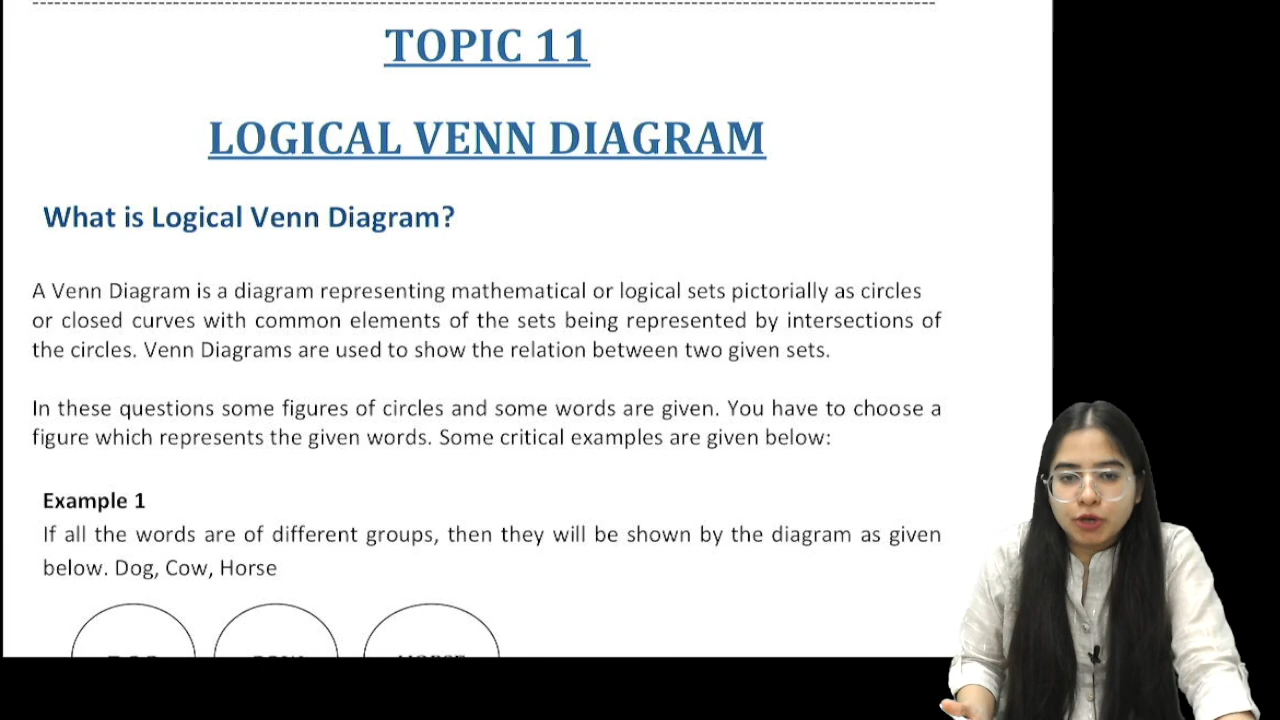 TOPIC 11
LOGICAL VENN DIAGRAM
What is Logical Venn Diagram?
A Venn Diagram is a diagram representing mathematical or logical sets pictorially as circles
or closed curves with common elements of the sets being represented by intersections of
the circles. Venn Diagrams are used to show the relation between two given sets.
In these questions some figures of circles and some words are given. You have to choose a
figure which represents the given words. Some critical examples are given below:
Example 1
If all the words are of different groups, then they will be shown by the diagram as given
below. Dog, Cow, Horse